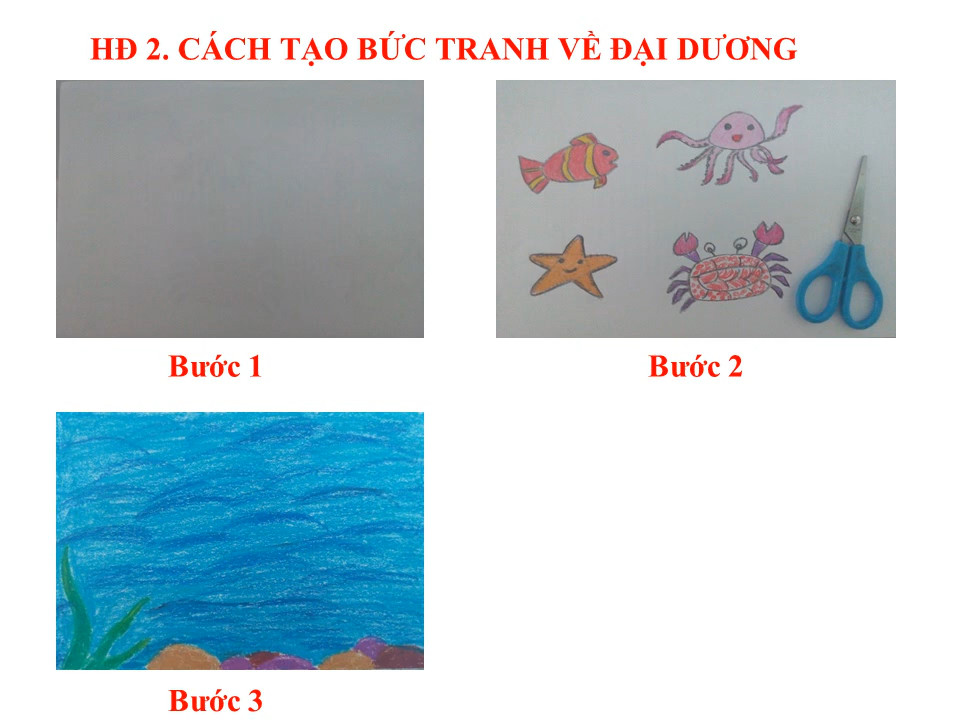 HĐ 2. CÁCH TẠO BỨC TRANH VỀ ĐẠI DƯƠNG
Bước 1
Bước 2
Bước 3